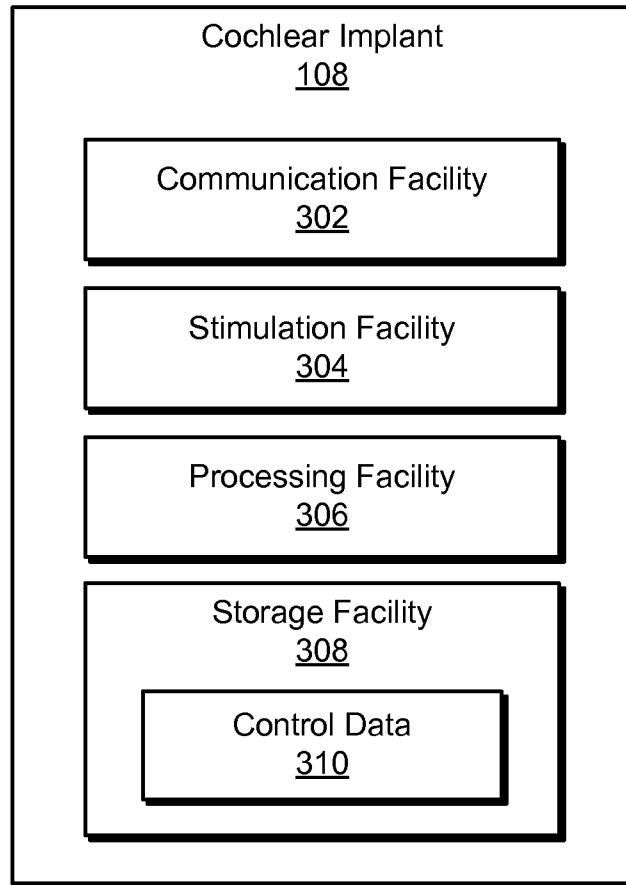 Cochlear Implant
108
Communication Facility
302
Stimulation Facility
304
Processing Facility
306
Storage Facility
308
Control Data
310